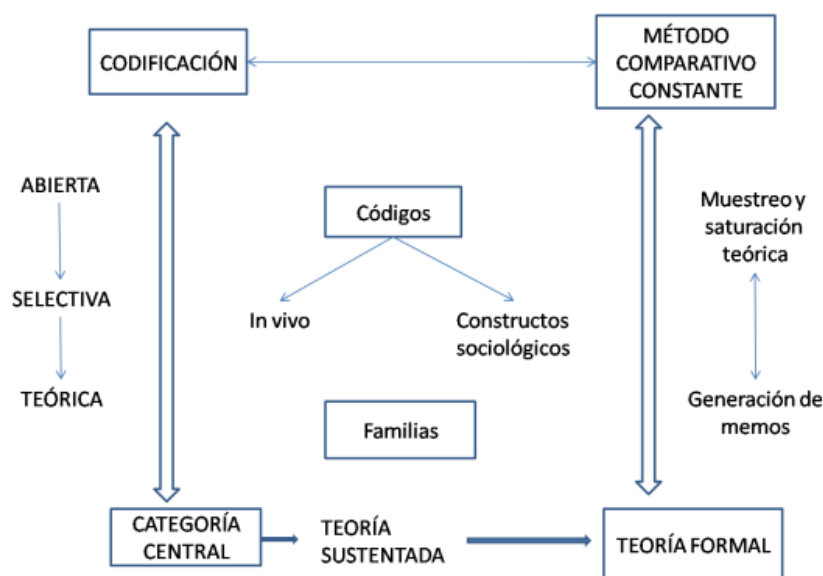 CODIFICACIÓN
MÉTODO
COMPARATIVO
CONSTANTE
ABIERTA
SELECTIVA
TEÓRICA
Códigos
In vivo
Constructos
sociológicos
Familias
Muestreo y
saturación
teórica
Generación de
memos
CATEGORÍA
CENTRAL
TEORÍA
SUSTENTADA
TEORÍA FORMAL